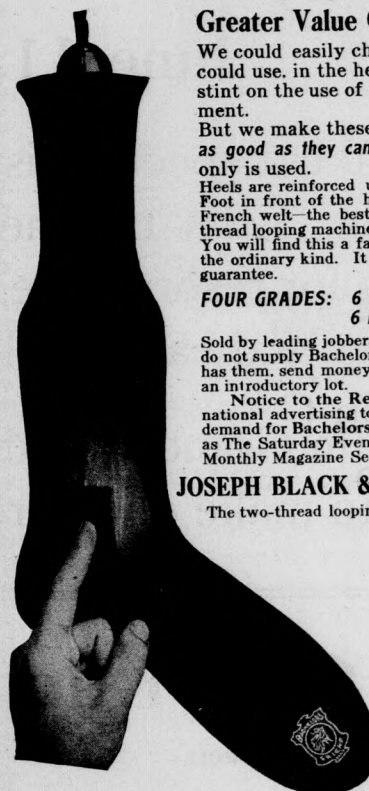 Greater Value
We could easily ch
could use. in the he
stint on the use of
ment.
But we make these
as good as they can
only is used.
Heels are reinforced
Foot in front of the h
French welt—the best
thread looping machine
You will find this a fa
the ordinary kind. It
guarantee.
FOUR GRADES: 6
6
Sold by leading jobber
do not supply Bachelor
has them, send money
an introductory lot.
Notice to the Re
national advertising to
demand for Bachelors
as The Saturday Even
Monthly Magazine Se
JOSEPH BLACK &
The two-thread loopin
BACHELORS
FRIEND